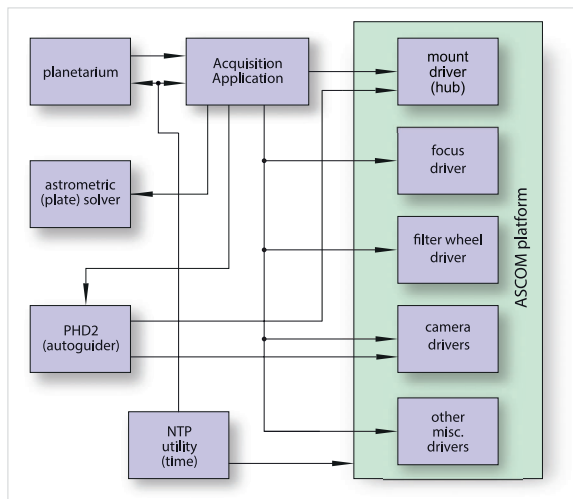 planetarium
Acquisition
Application
mount
driver
(hub)
astrometric
(plate) solver
focus
driver
filter wheel
driver
ASCOM platform
PHD2
(autoguider)
camera
drivers
NTP
utility
(time)
other
misc.
drivers